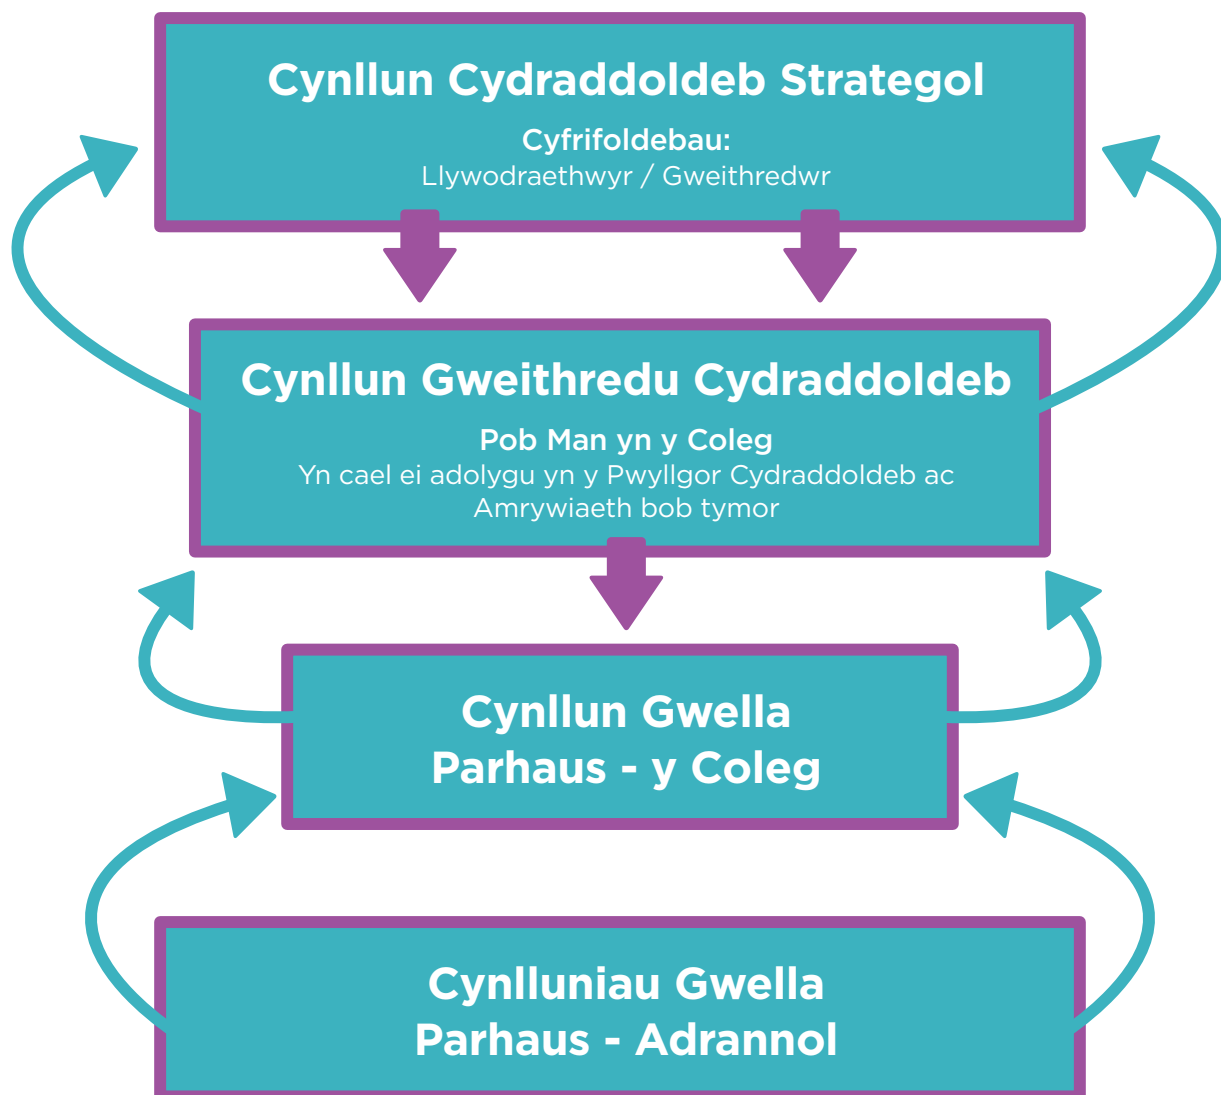 Cynllun Cydraddoldeb Strategol
Cyfrifoldebau:
Llywodraethwyr / Gweithredwr
Cynllun Gweithredu Cydraddoldeb
Pob Man yn y Coleg
Yn cael ei adolygu yn y Pwyllgor Cydraddoldeb ac
Amrywiaeth bob tymor
Cynllun Gwella
Parhaus - y Coleg
Cynlluniau Gwella
Parhaus - Adrannol